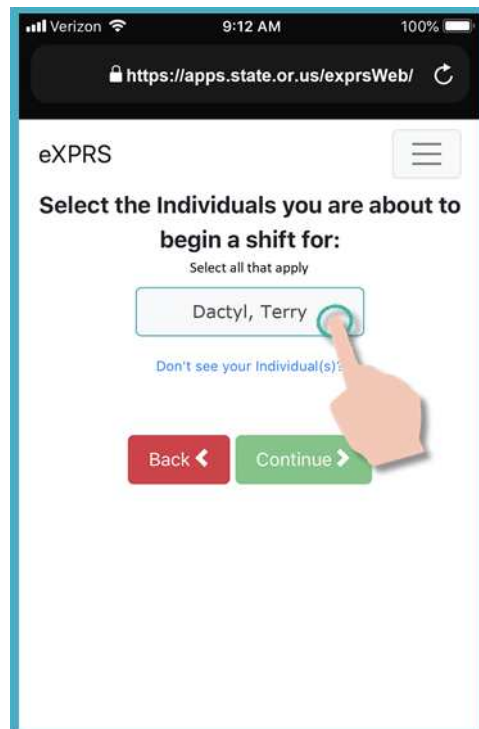 Verizon 9:12 AM 100%
https://apps.state.or.us/exprsWeb/
eXPRS
Select the Individuals you are about to
begin a shift for:
Select all that apply
Dactyl, Terry
Don't see your Individual(s)?
Back
Continue